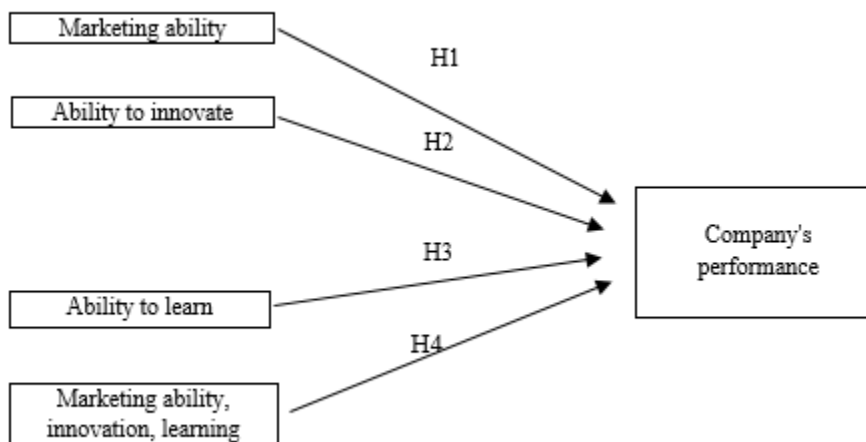 Marketing ability
H1
Ability to innovate
H2
Company's
performance
H3
Ability to learn
H4
Marketing ability,
innovation, learning